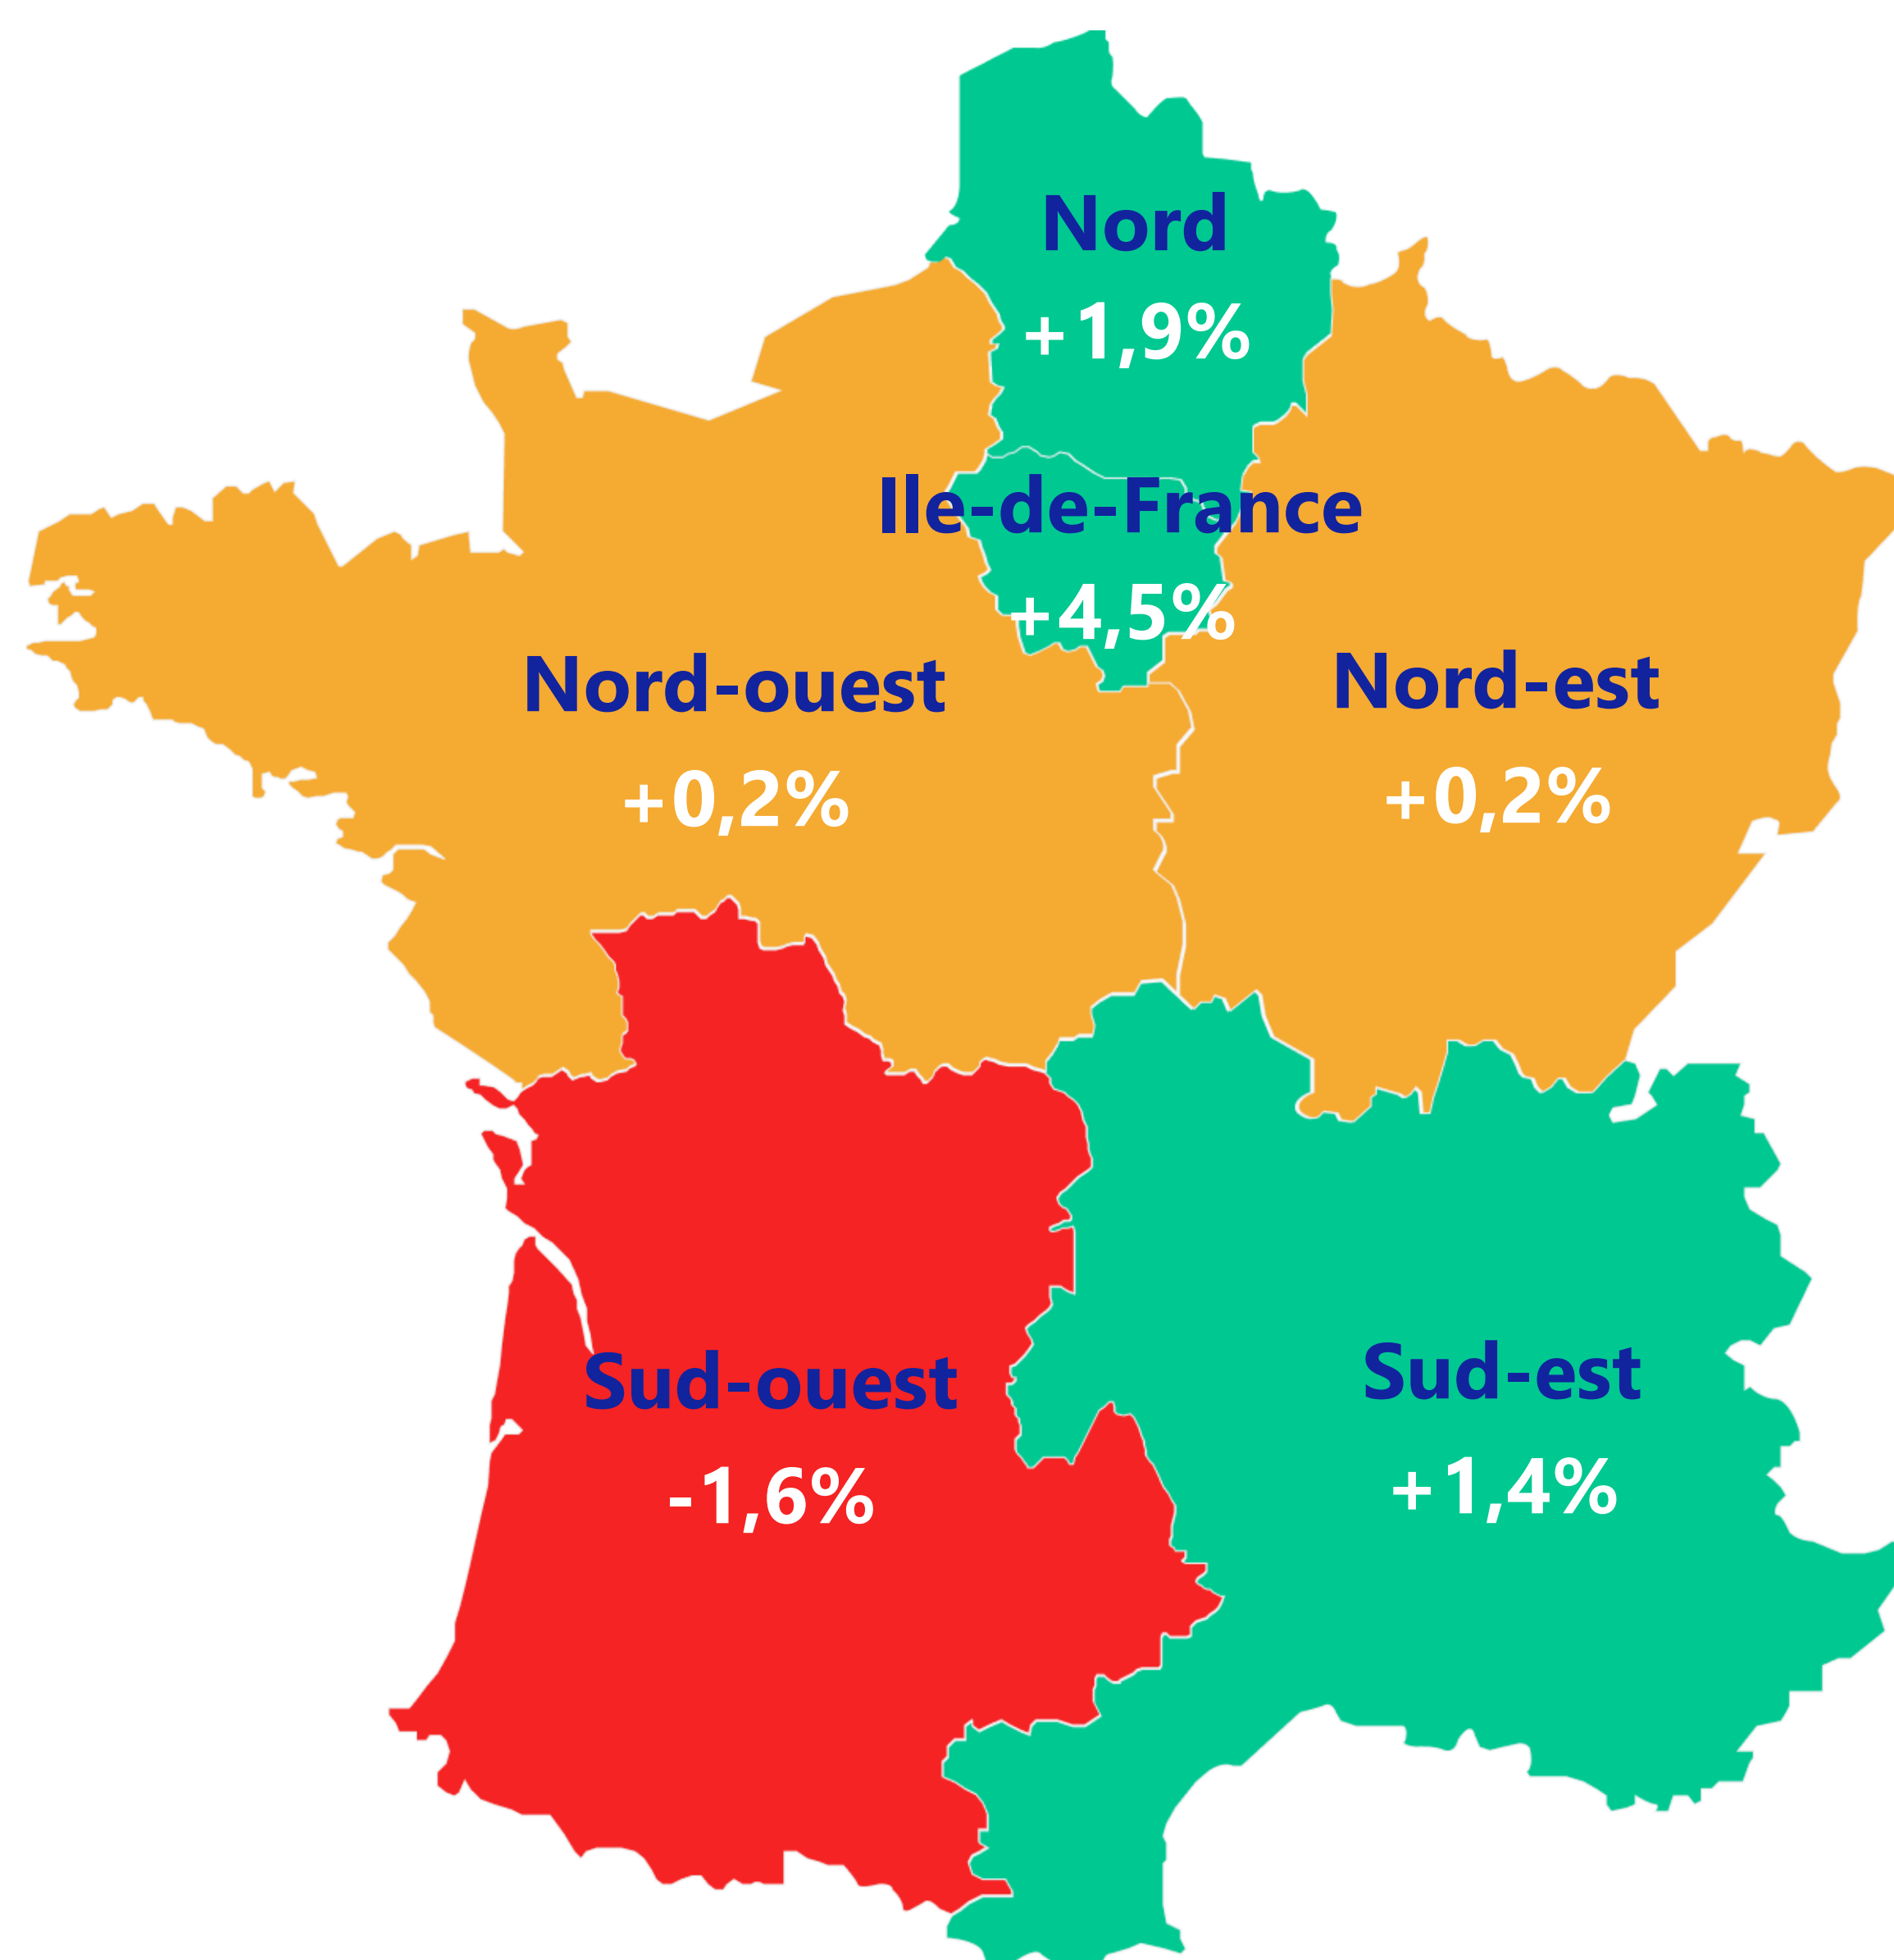 Nord
+1,9%
Ile-de-France
+4,5%
Nord-ouest
+0,2%
Nord-est
+0,2%
Sud-ouest
-1,6%
Sud-est
+1,4%